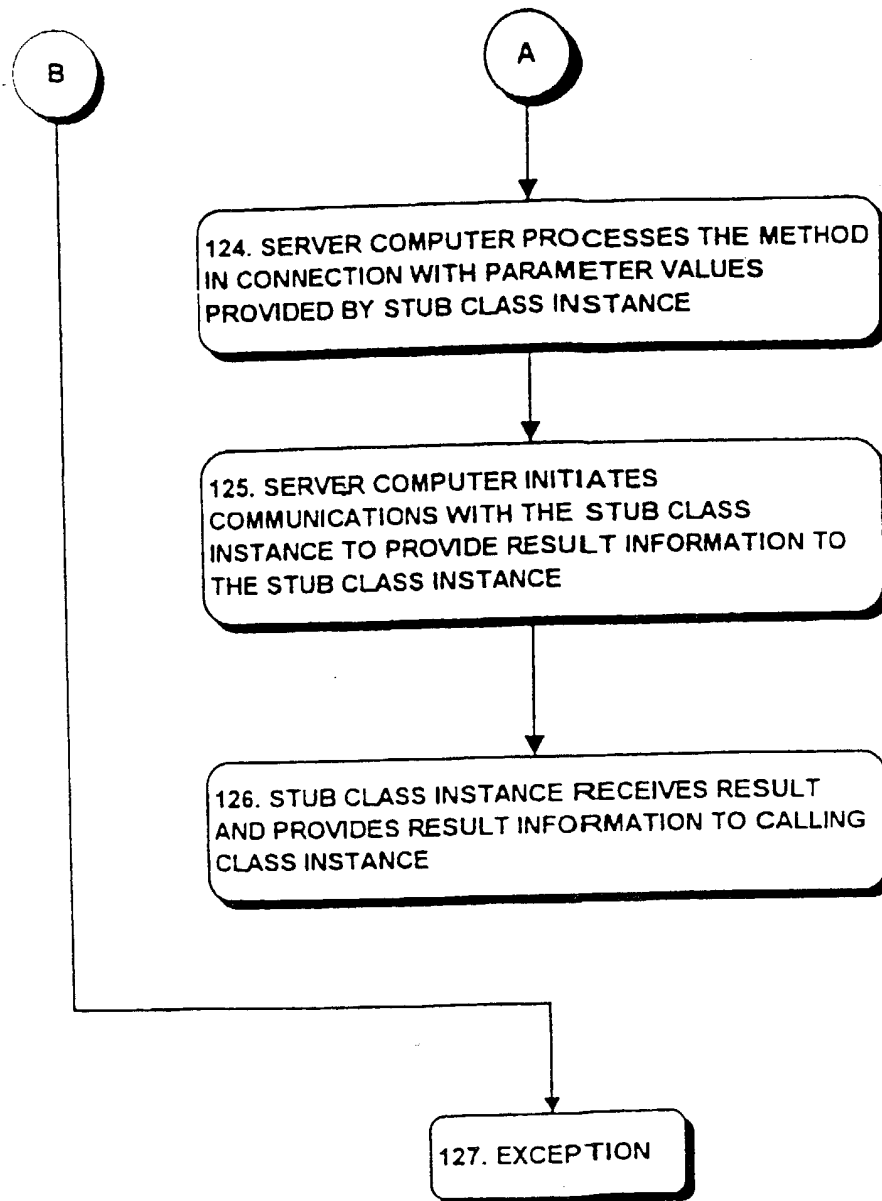 B
A
124. SERVER COMPUTER PROCESSES THE METHOD
IN CONNECTION WITH PARAMETER VALUES
PROVIDED BY STUB CLASS INSTANCE
125. SERVER COMPUTER INITIATES
COMMUNICATIONS WITH THE STUB CLASS
INSTANCE TO PROVIDE RESULT INFORMATION TO
THE STUB CLASS INSTANCE
126. STUB CLASS INSTANCE RECEIVES RESULT
AND PROVIDES RESULT INFORMATION TO CALLING
CLASS INSTANCE
127. EXCEPTION